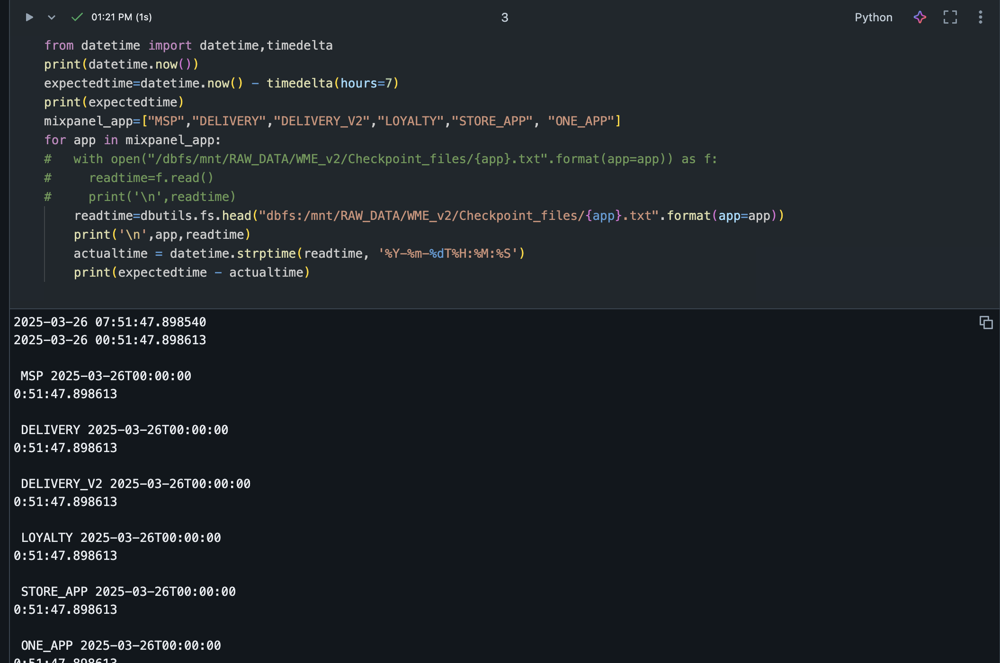 01:21 PM (1s)
3
Python
from datetime import datetime,timedelta
print(datetime.now())
expectedtime=datetime.now() - timedelta(hours=7)
print(expectedtime)
mixpanel_app=["MSP","DELIVERY","DELIVERY_V2","LOYALTY","STORE_APP", "ONE_APP"]
for app in mixpanel_app:
#   with open("/dbfs/mnt/RAW_DATA/WME_v2/Checkpoint_files/{app}.txt".format(app=app)) as f:
#     readtime=f.read()
#     print('\n',readtime)
    readtime=dbutils.fs.head("dbfs:/mnt/RAW_DATA/WME_v2/Checkpoint_files/{app}.txt".format(app=app))
    print('\n',app,readtime)
    actualtime = datetime.strptime(readtime, '%Y-%m-%dT%H:%M:%S')
    print(expectedtime - actualtime)
2025-03-26 07:51:47.898540
2025-03-26 00:51:47.898613
MSP 2025-03-26T00:00:00
0:51:47.898613
DELIVERY 2025-03-26T00:00:00
0:51:47.898613
DELIVERY_V2 2025-03-26T00:00:00
0:51:47.898613
LOYALTY 2025-03-26T00:00:00
0:51:47.898613
STORE_APP 2025-03-26T00:00:00
0:51:47.898613
ONE_APP 2025-03-26T00:00:00
0:51:47.898613